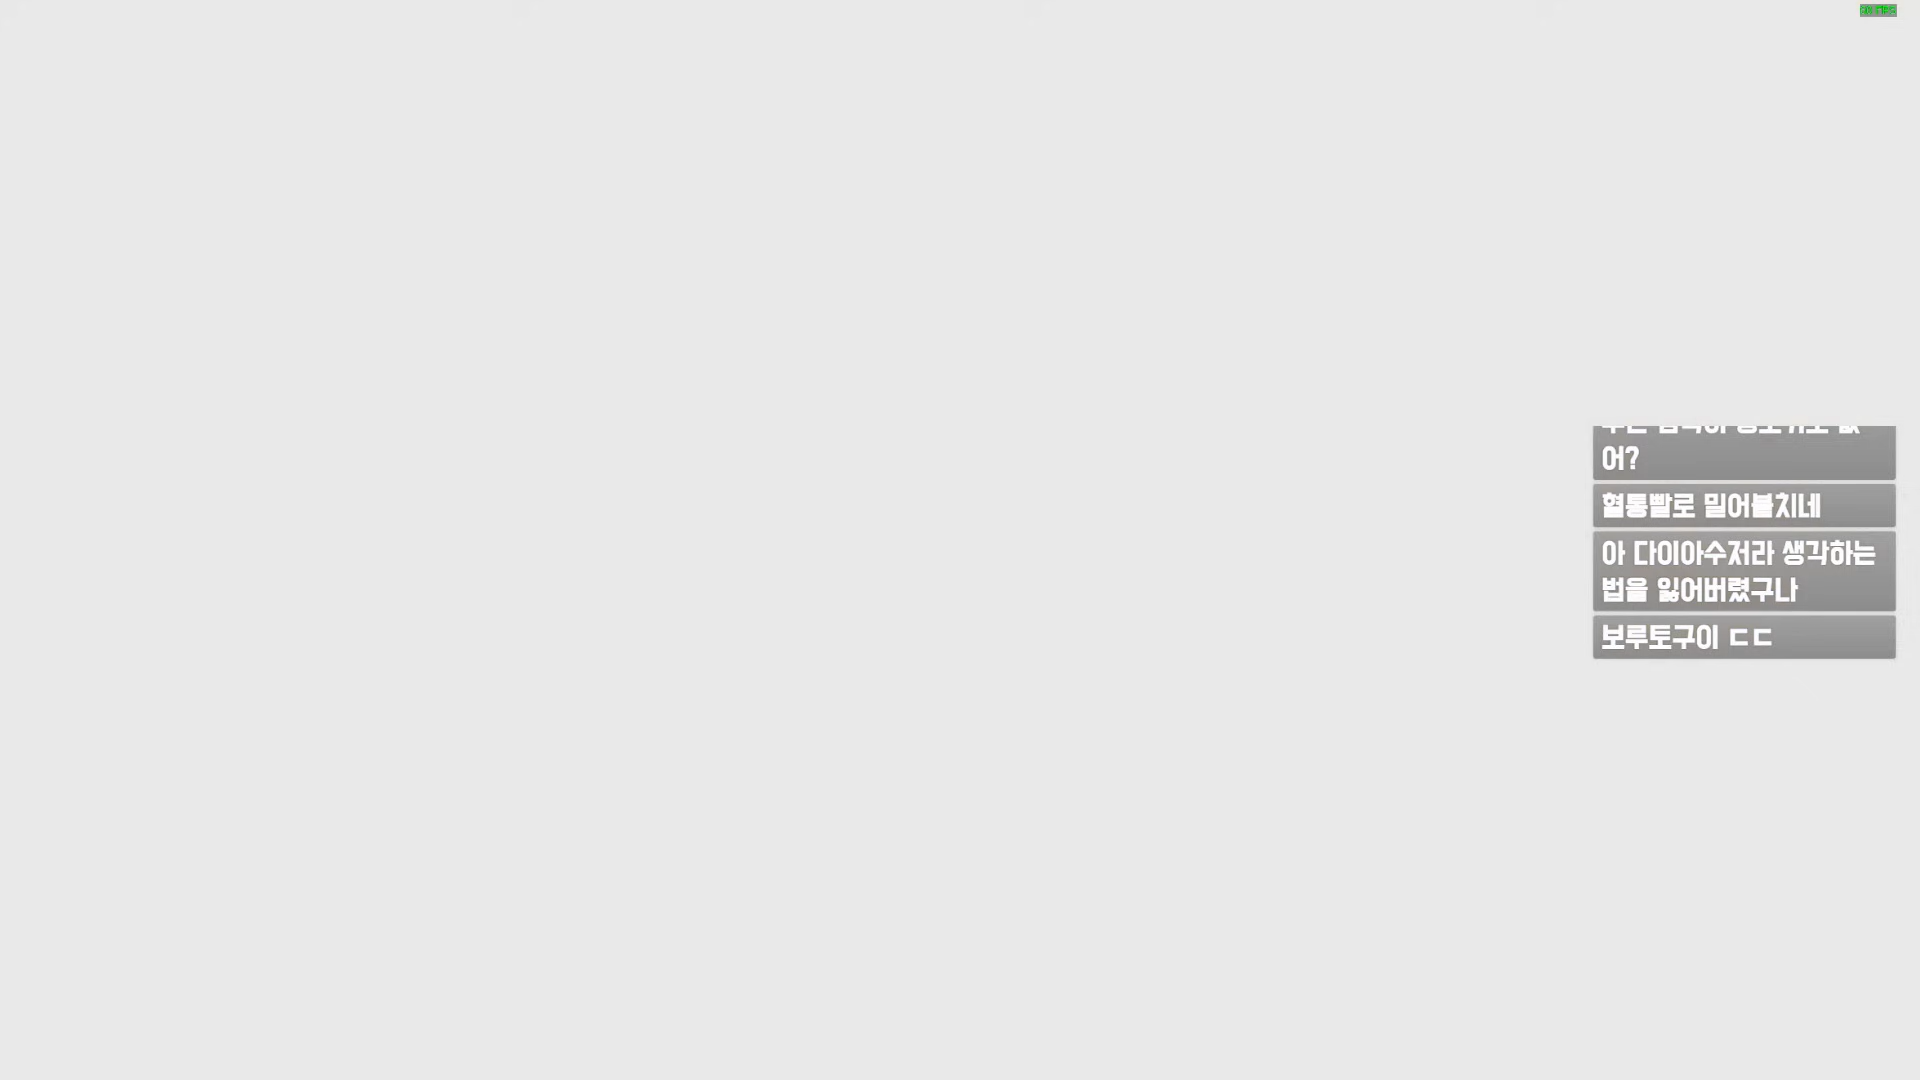 어?
혈통빨로 밀어붙치네
아 다이아수저라 생각하는
법을 잃어버렸구나
보루토구이 ㄷㄷ